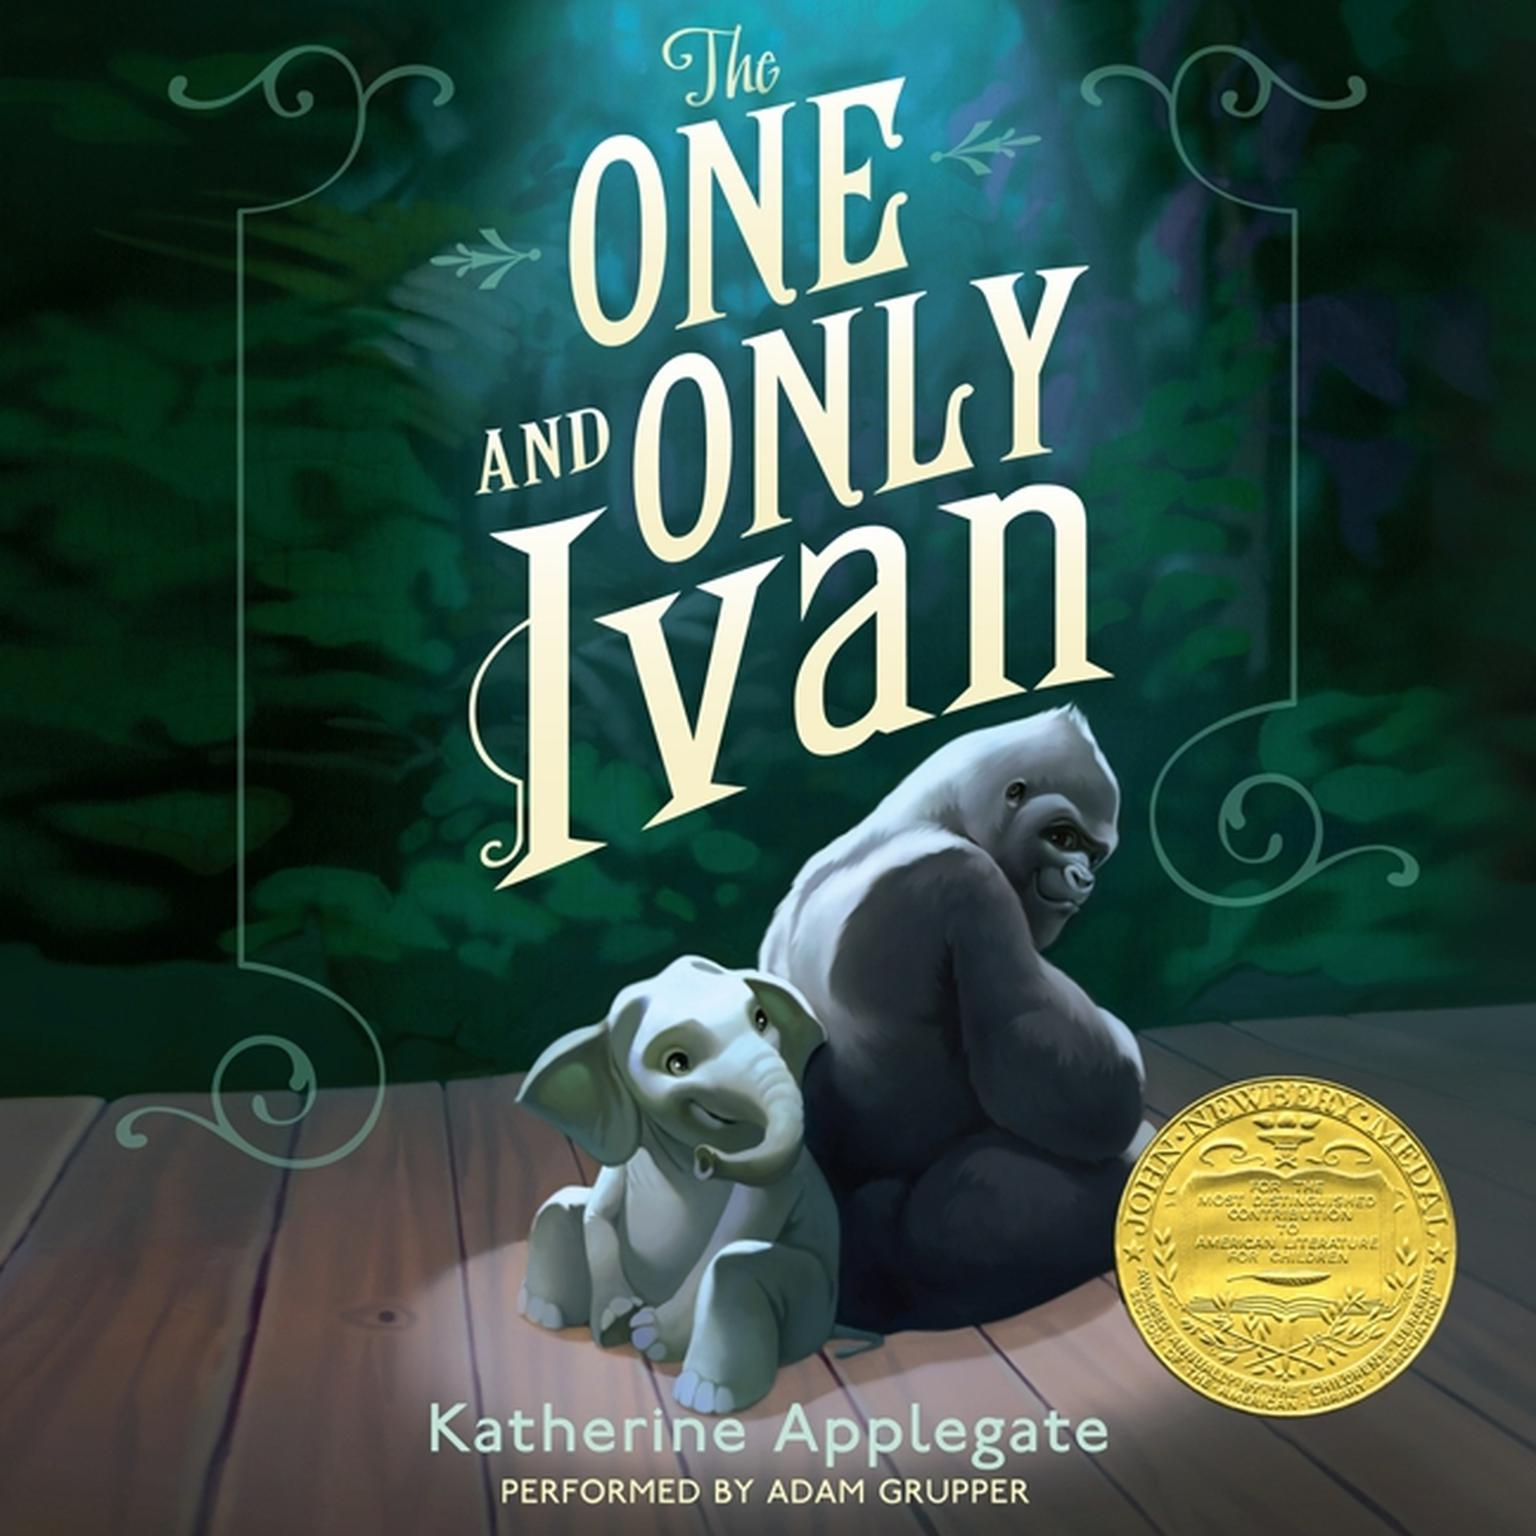 The
ONE
AND ONLY
Ivan
JOHN · NEWBERY · MEDAL
FOR THE
MOST DISTINGUISHED
CONTRIBUTION
TO
AMERICAN LITERATURE
FOR CHILDREN
Katherine Applegate
PERFORMED BY ADAM GRUPPER